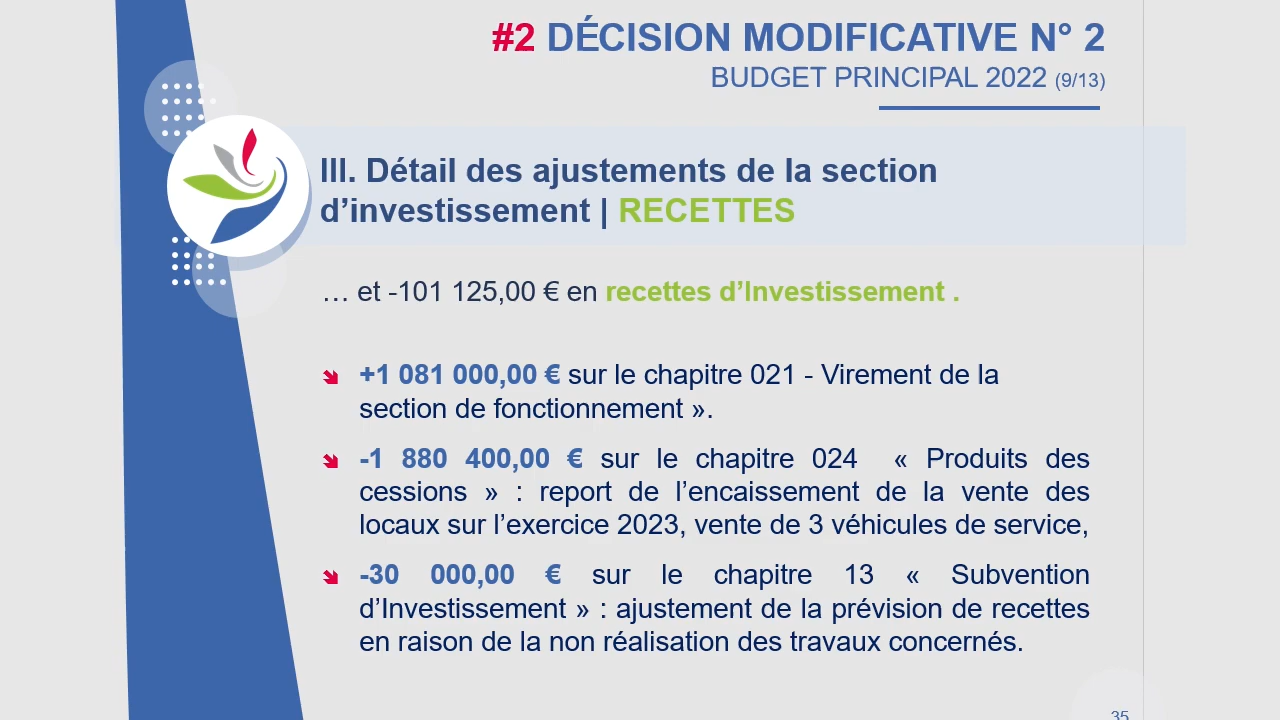 #2 DÉCISION MODIFICATIVE N° 2
BUDGET PRINCIPAL 2022 (9/13)
III. Détail des ajustements de la section
d’investissement | RECETTES
… et -101 125,00 € en recettes d’Investissement .
+1 081 000,00 € sur le chapitre 021 - Virement de la
section de fonctionnement ».
-1 880 400,00 € sur le chapitre 024 « Produits des
cessions » : report de l’encaissement de la vente des
locaux sur l’exercice 2023, vente de 3 véhicules de service,
-30 000,00 € sur le chapitre 13 « Subvention
d’Investissement » : ajustement de la prévision de recettes
en raison de la non réalisation des travaux concernés.
35